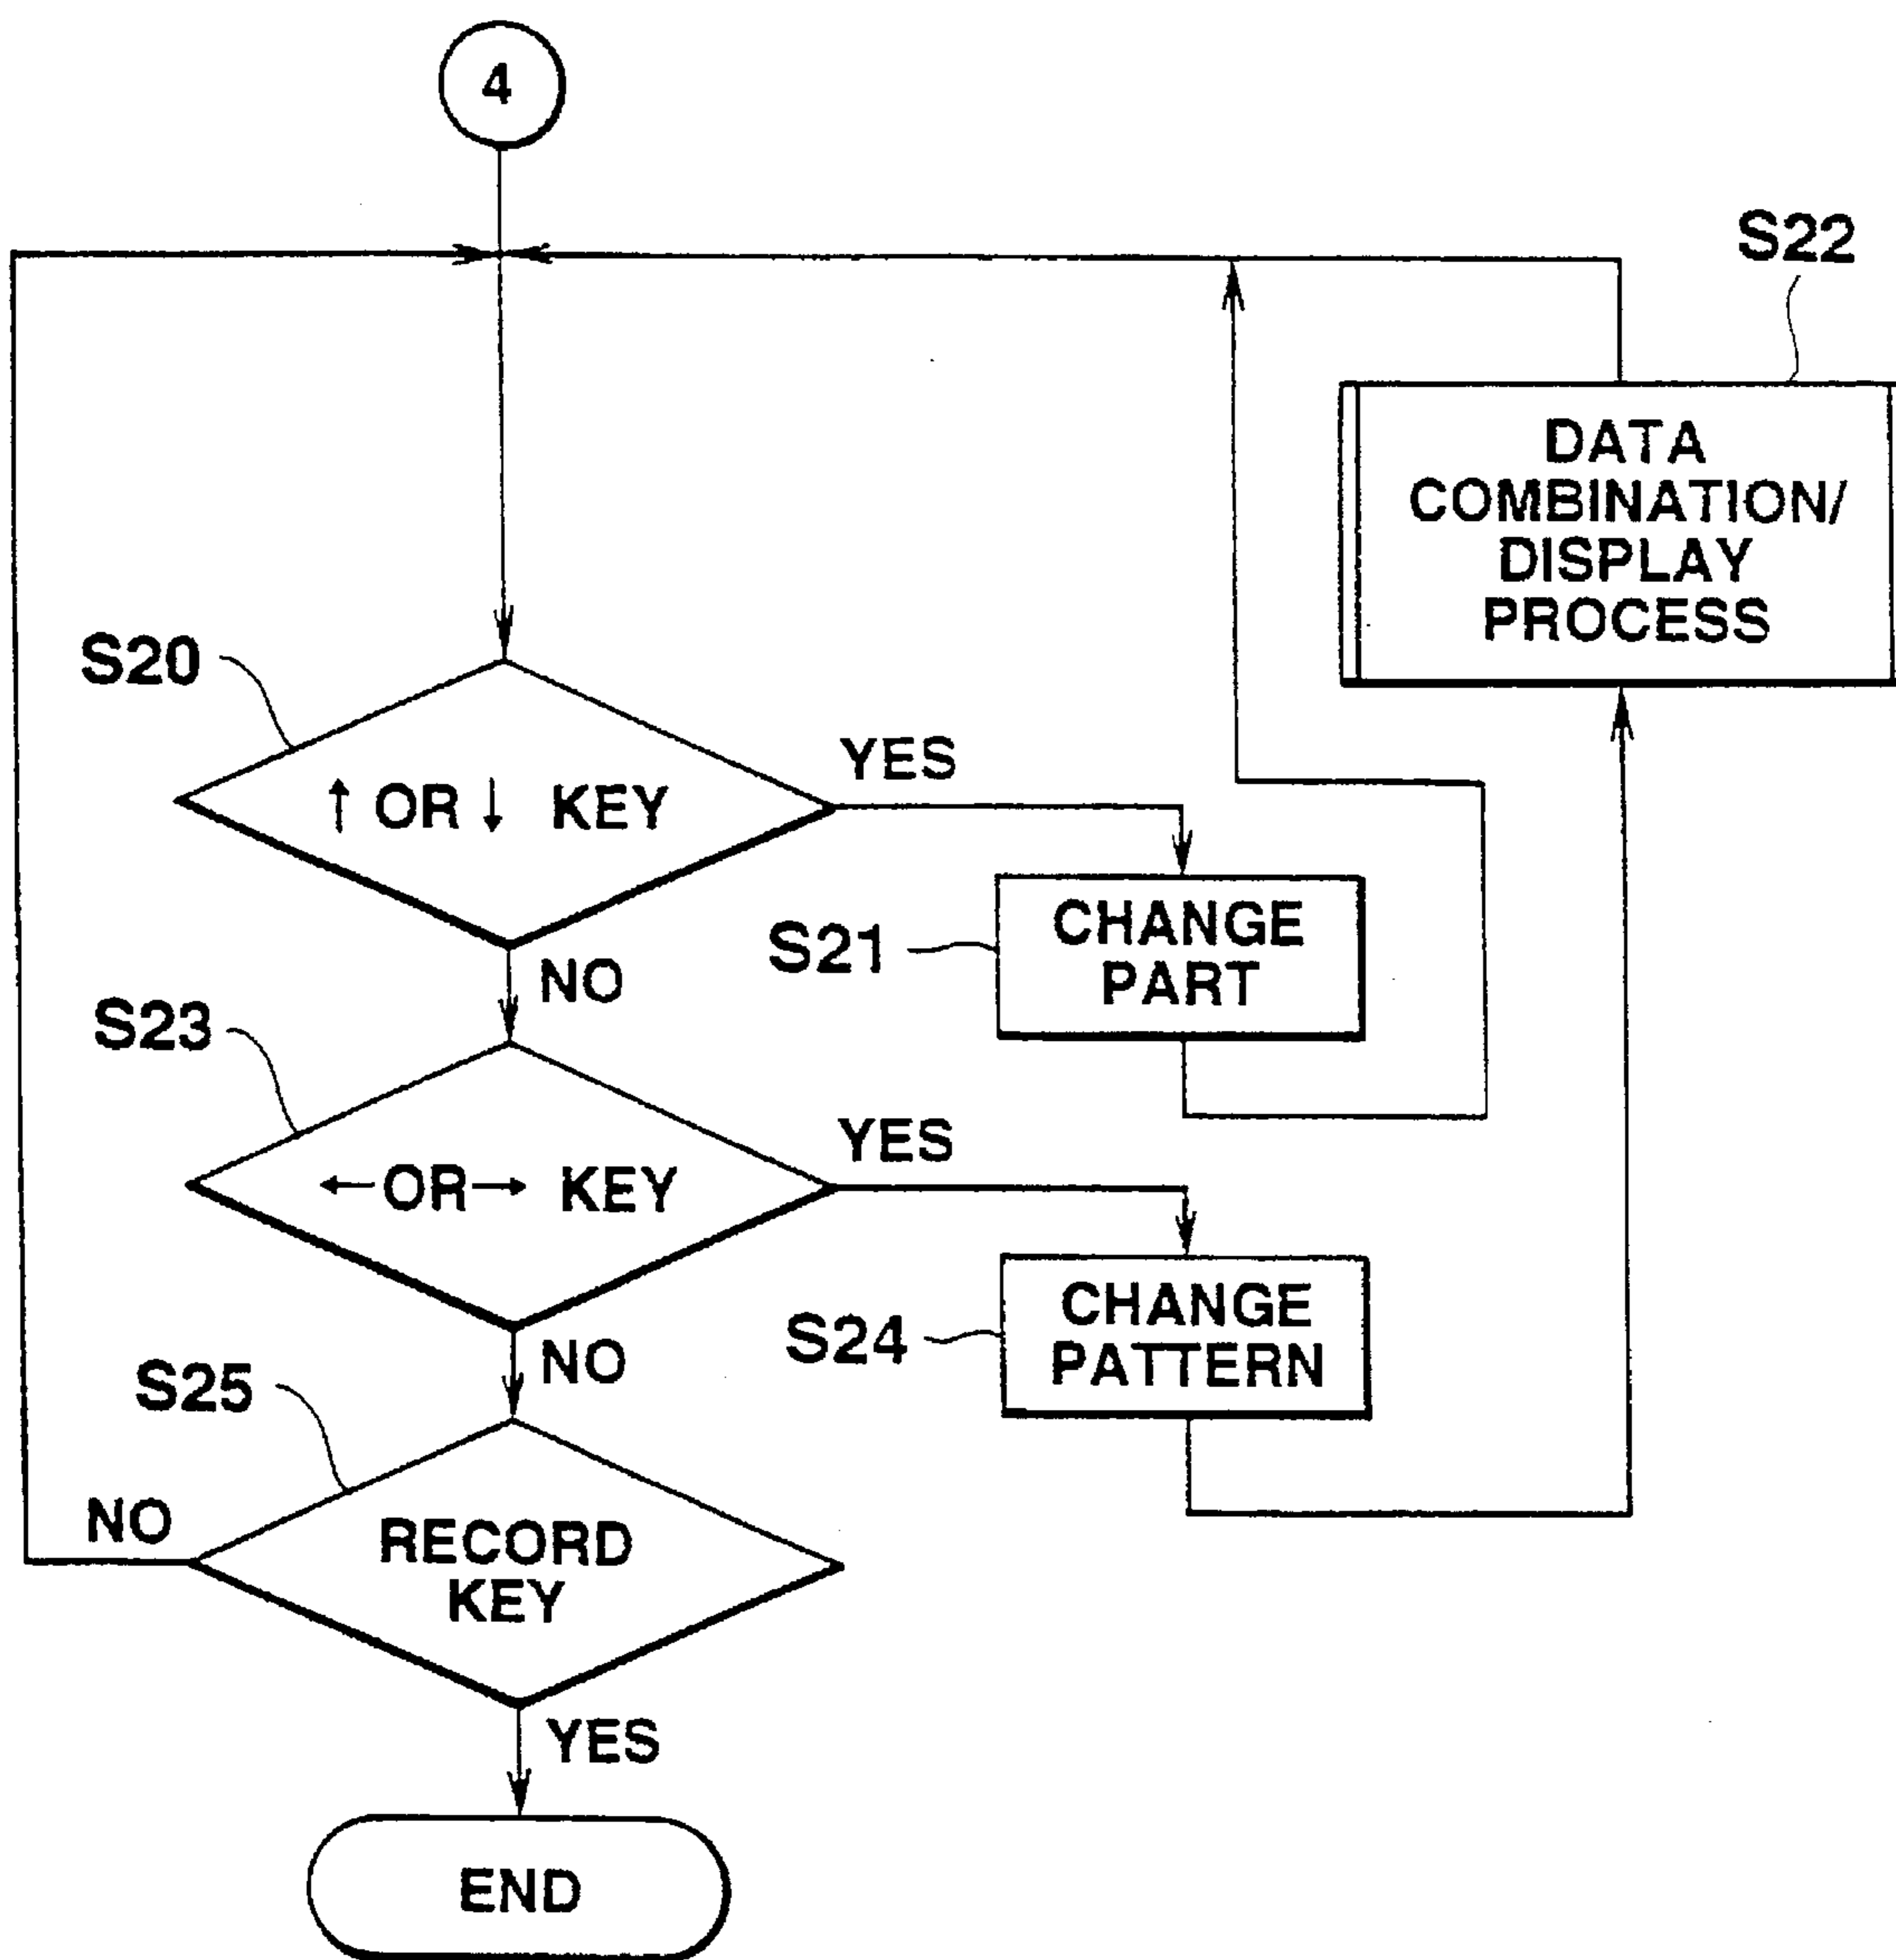 4
S22
DATA
COMBINATION/
DISPLAY
PROCESS
S20
↑ OR ↓ KEY
YES
S21
CHANGE
PART
NO
S23
← OR → KEY
YES
S24
CHANGE
PATTERN
NO
S25
RECORD
KEY
NO
YES
END